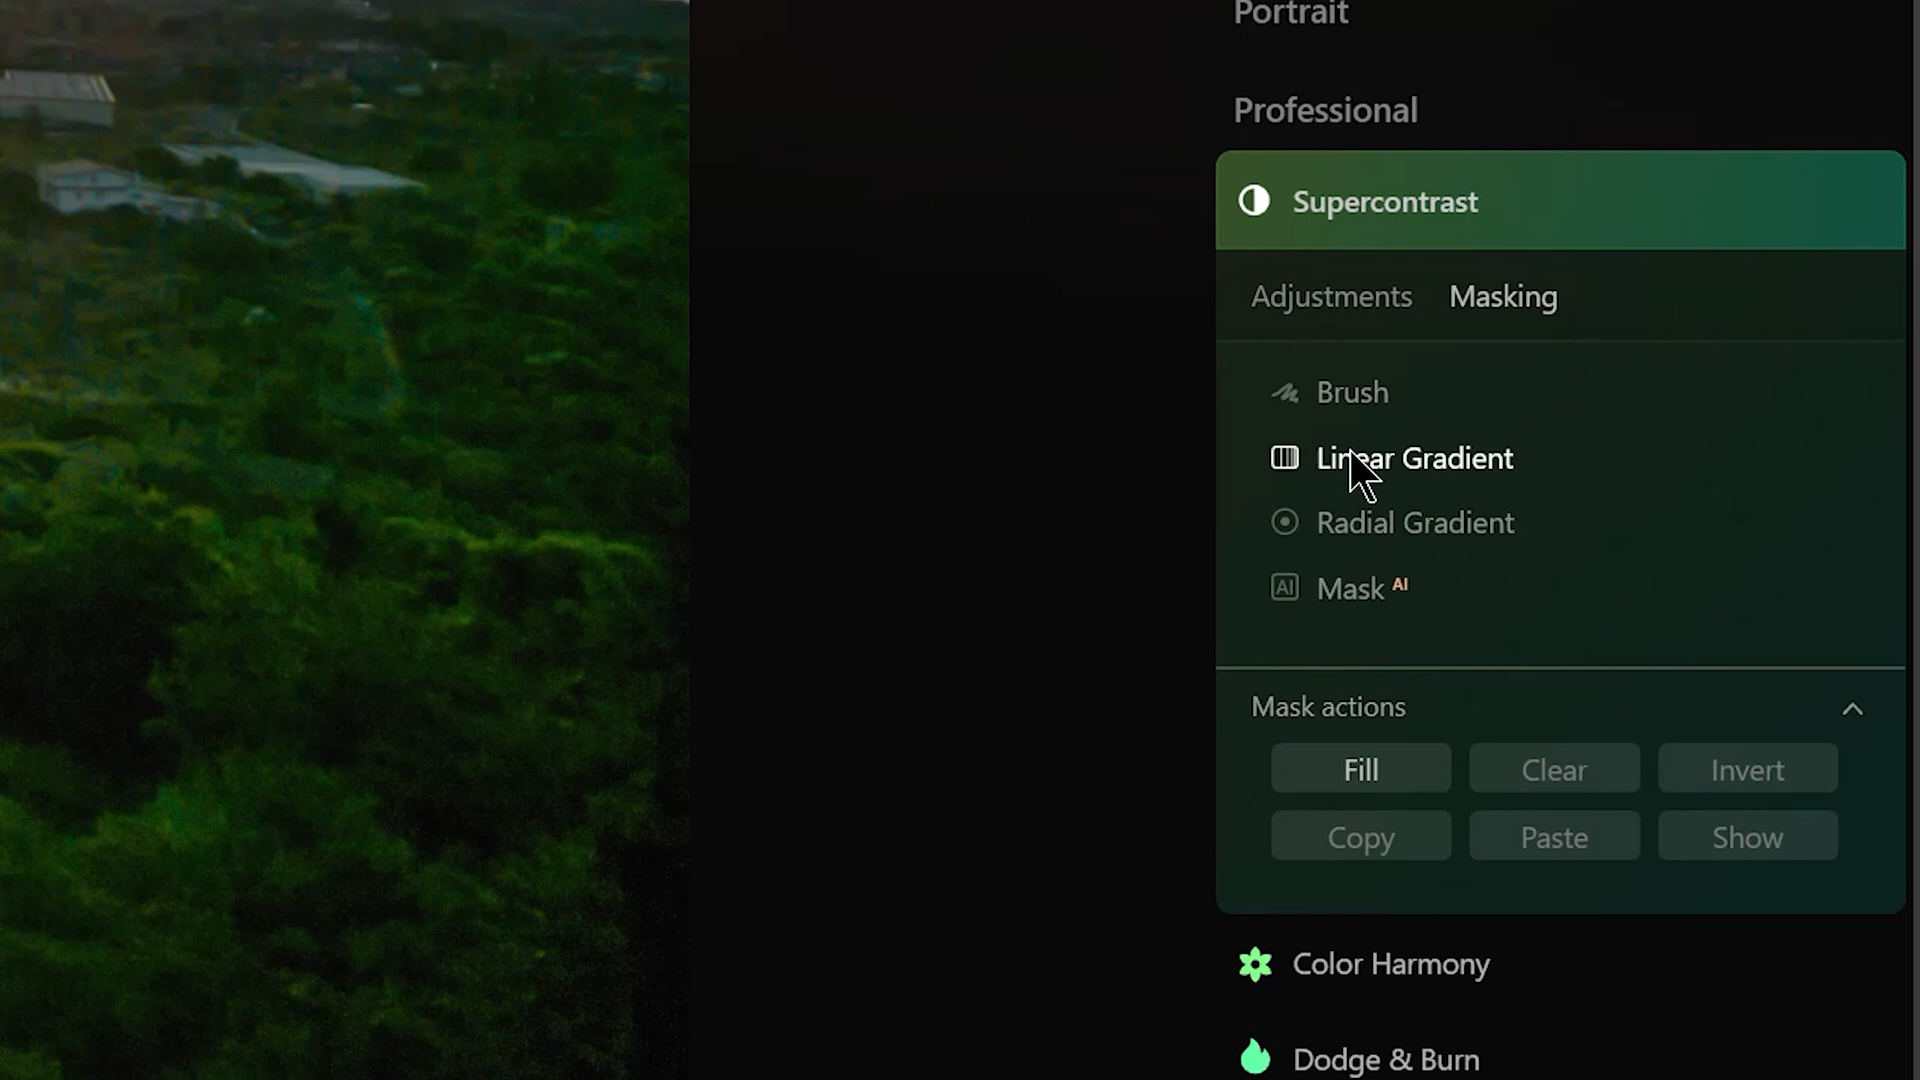 Portrait
Professional
Supercontrast
Adjustments Masking
Brush
Linear Gradient
Radial Gradient
AI Mask AI
Mask actions
Fill Clear Invert
Copy Paste Show
Color Harmony
Dodge & Burn